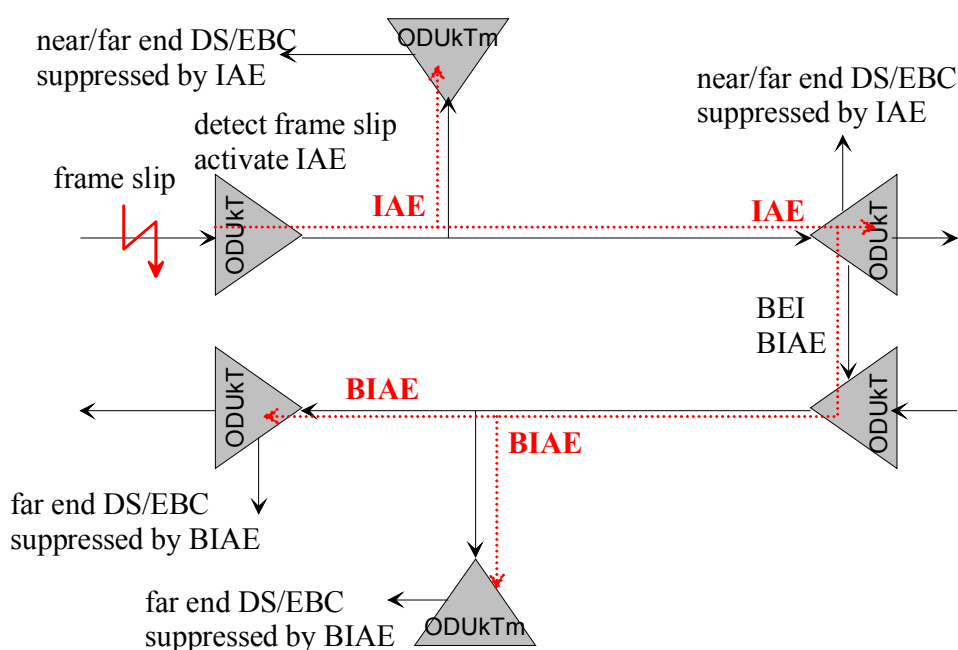 ODUkTm
near/far end DS/EBC
suppressed by IAE
near/far end DS/EBC
suppressed by IAE
detect frame slip
activate IAE
frame slip
IAE
IAE
ODUkT
ODUkT
BEI
BIAE
BIAE
BIAE
ODUkT
ODUkT
far end DS/EBC
suppressed by BIAE
far end DS/EBC
suppressed by BIAE
ODUkTm